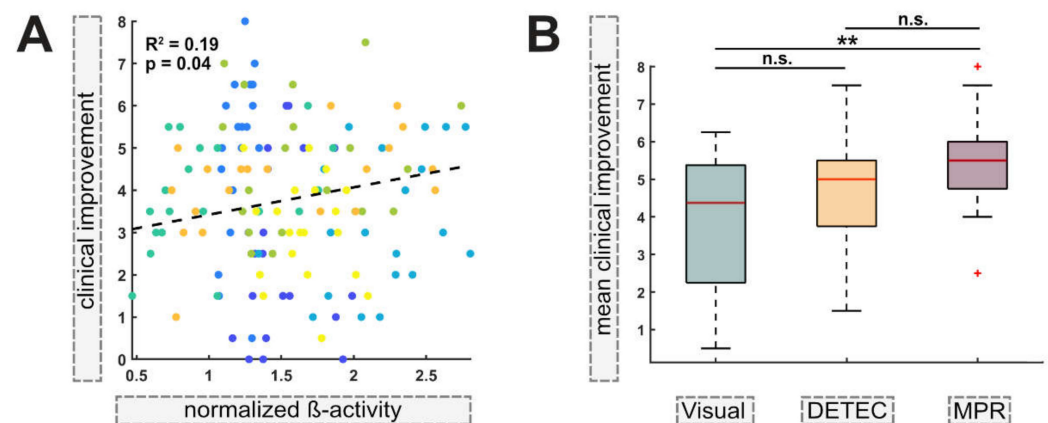 A
R² = 0.19
p = 0.04
clinical improvement
8
7
6
5
4
3
2
1
0
0.5 1 1.5 2 2.5
normalized ß-activity
B
n.s.
**
n.s.
mean clinical improvement
8
7
6
5
4
3
2
1
Visual DETEC MPR